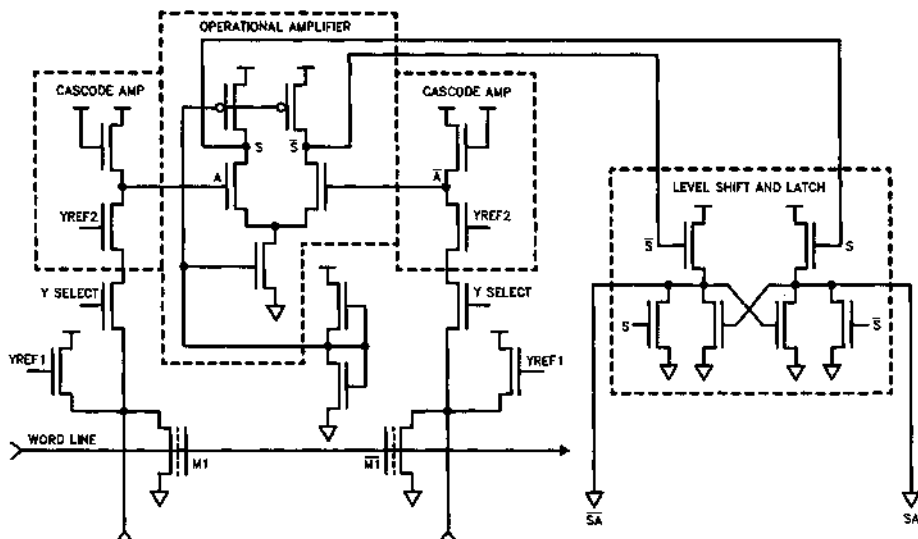 OPERATIONAL AMPLIFIER
CASCODE AMP
CASCODE AMP
S
S̅
A
A̅
LEVEL SHIFT AND LATCH
YREF2
YREF2
S̅
S
Y SELECT
Y SELECT
S
S̅
YREF1
YREF1
WORD LINE
M1
M̅1̅
S̅A̅
SA